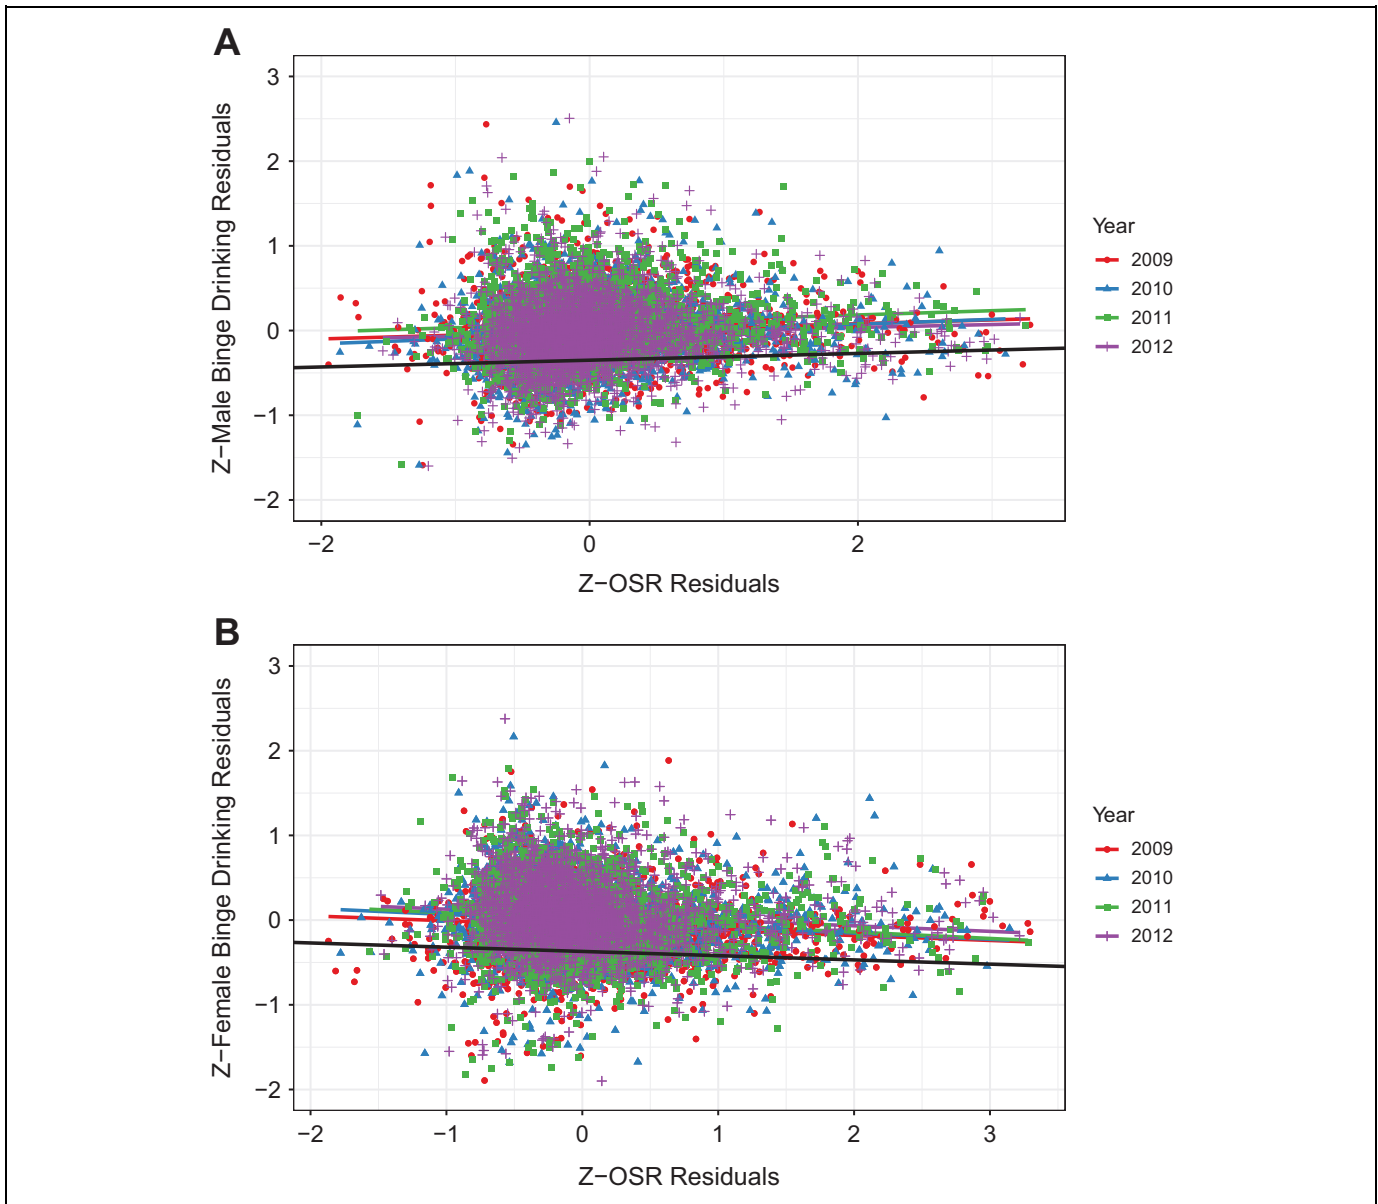 A
Z−Male Binge Drinking Residuals
3
2
1
0
−1
−2
−2 0 2
Z−OSR Residuals
Year
2009
2010
2011
2012
B
Z−Female Binge Drinking Residuals
3
2
1
0
−1
−2
−2 −1 0 1 2 3
Z−OSR Residuals
Year
2009
2010
2011
2012